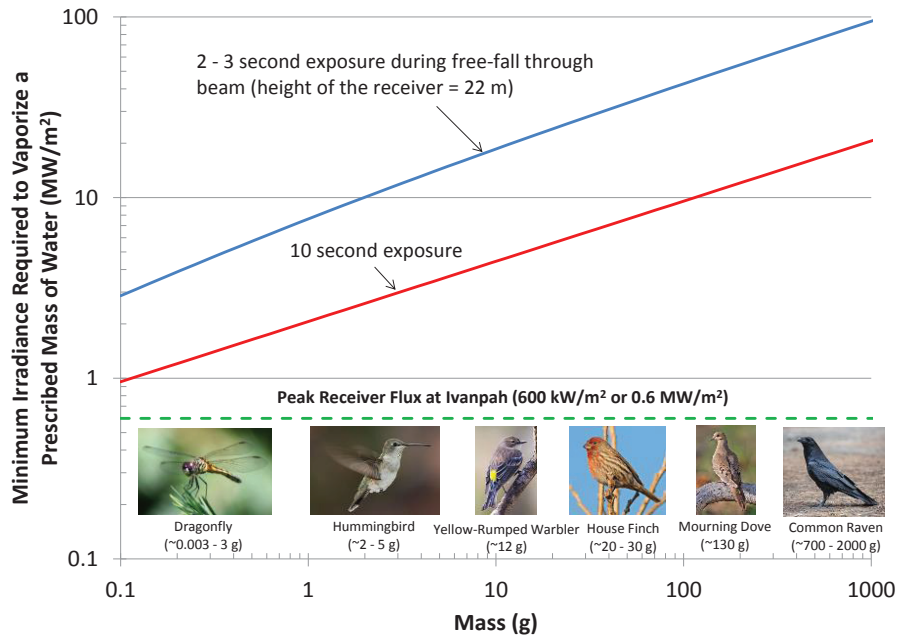 Minimum Irradiance Required to Vaporize a
Prescribed Mass of Water (MW/m²)
100
10
1
0.1
2 - 3 second exposure during free-fall through
beam (height of the receiver = 22 m)
10 second exposure
Peak Receiver Flux at Ivanpah (600 kW/m² or 0.6 MW/m²)
Dragonfly
(~0.003 - 3 g)
Hummingbird
(~2 - 5 g)
Yellow-Rumped Warbler
(~12 g)
House Finch
(~20 - 30 g)
Mourning Dove
(~130 g)
Common Raven
(~700 - 2000 g)
0.1
1
10
100
1000
Mass (g)